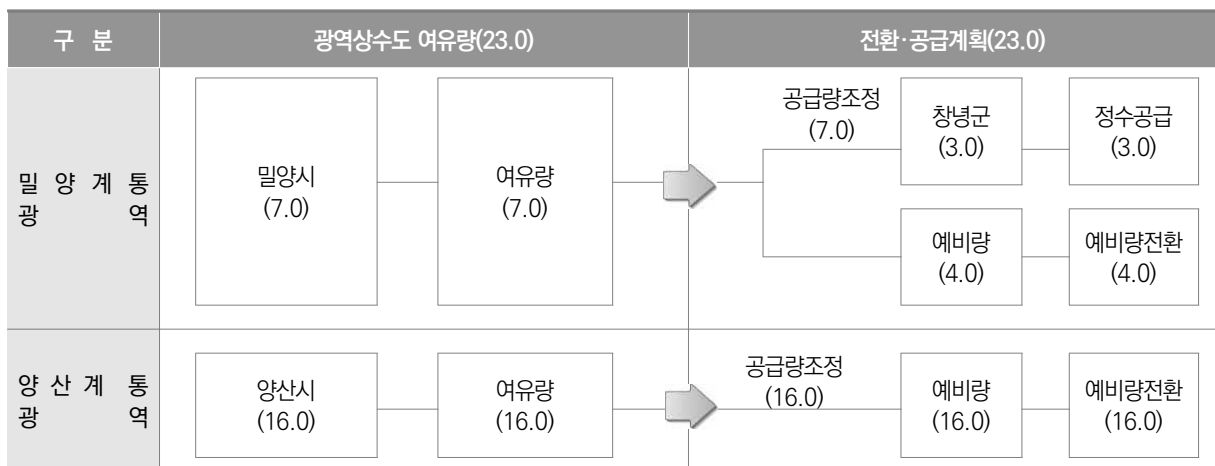 구 분
광역상수도 여유량(23.0)
전환·공급계획(23.0)
밀 양 계 통
광 역
밀양시
(7.0)
여유량
(7.0)
공급량조정
(7.0)
창녕군
(3.0)
정수공급
(3.0)
예비량
(4.0)
예비량전환
(4.0)
양 산 계 통
광 역
양산시
(16.0)
여유량
(16.0)
공급량조정
(16.0)
예비량
(16.0)
예비량전환
(16.0)